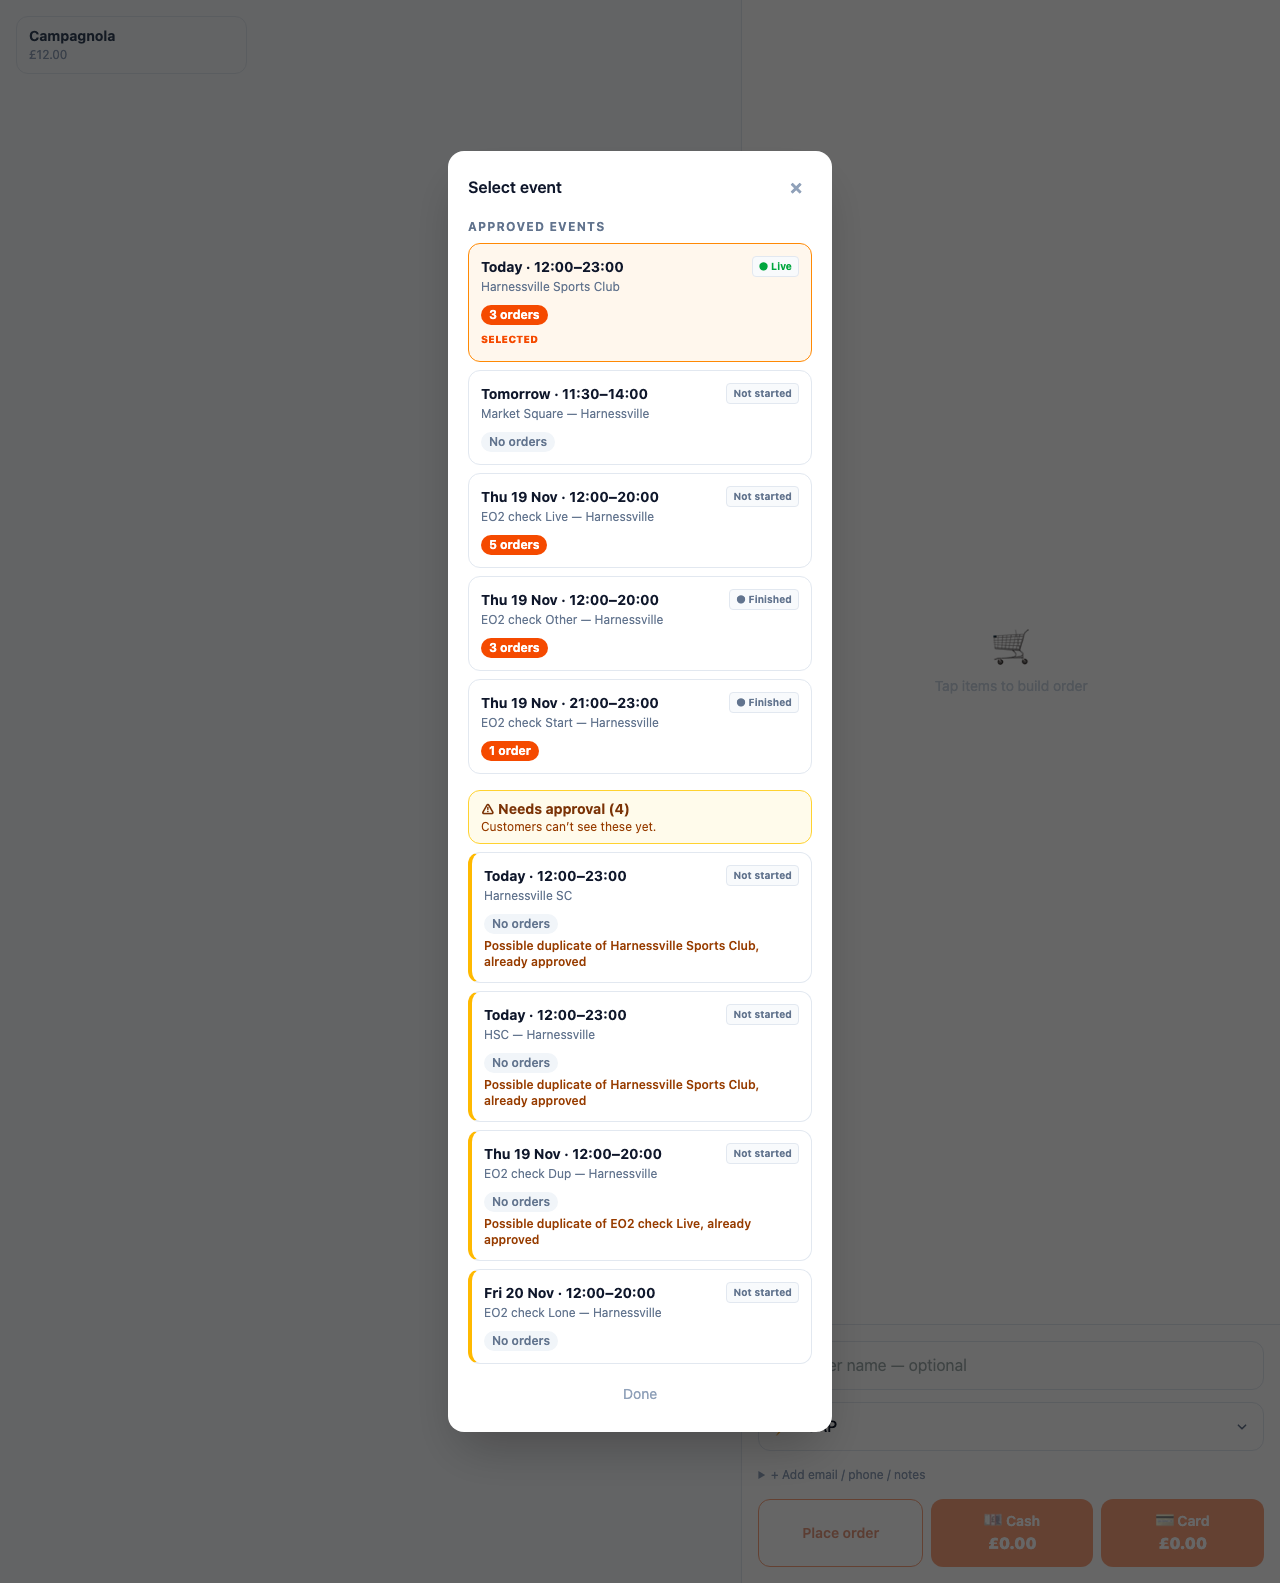 Campagnola
£12.00
Select event
×
APPROVED EVENTS
Today · 12:00–23:00
Live
Harnessville Sports Club
3 orders
SELECTED
Tomorrow · 11:30–14:00
Not started
Market Square — Harnessville
No orders
Thu 19 Nov · 12:00–20:00
Not started
EO2 check Live — Harnessville
5 orders
Thu 19 Nov · 12:00–20:00
Finished
EO2 check Other — Harnessville
3 orders
Thu 19 Nov · 21:00–23:00
Finished
EO2 check Start — Harnessville
1 order
⚠ Needs approval (4)
Customers can't see these yet.
Today · 12:00–23:00
Not started
Harnessville SC
No orders
Possible duplicate of Harnessville Sports Club,
already approved
Today · 12:00–23:00
Not started
HSC — Harnessville
No orders
Possible duplicate of Harnessville Sports Club,
already approved
Thu 19 Nov · 12:00–20:00
Not started
EO2 check Dup — Harnessville
No orders
Possible duplicate of EO2 check Live, already
approved
Fri 20 Nov · 12:00–20:00
Not started
EO2 check Lone — Harnessville
No orders
Done
Tap items to build order
name — optional
+ Add email / phone / notes
Place order
Cash
£0.00
Card
£0.00